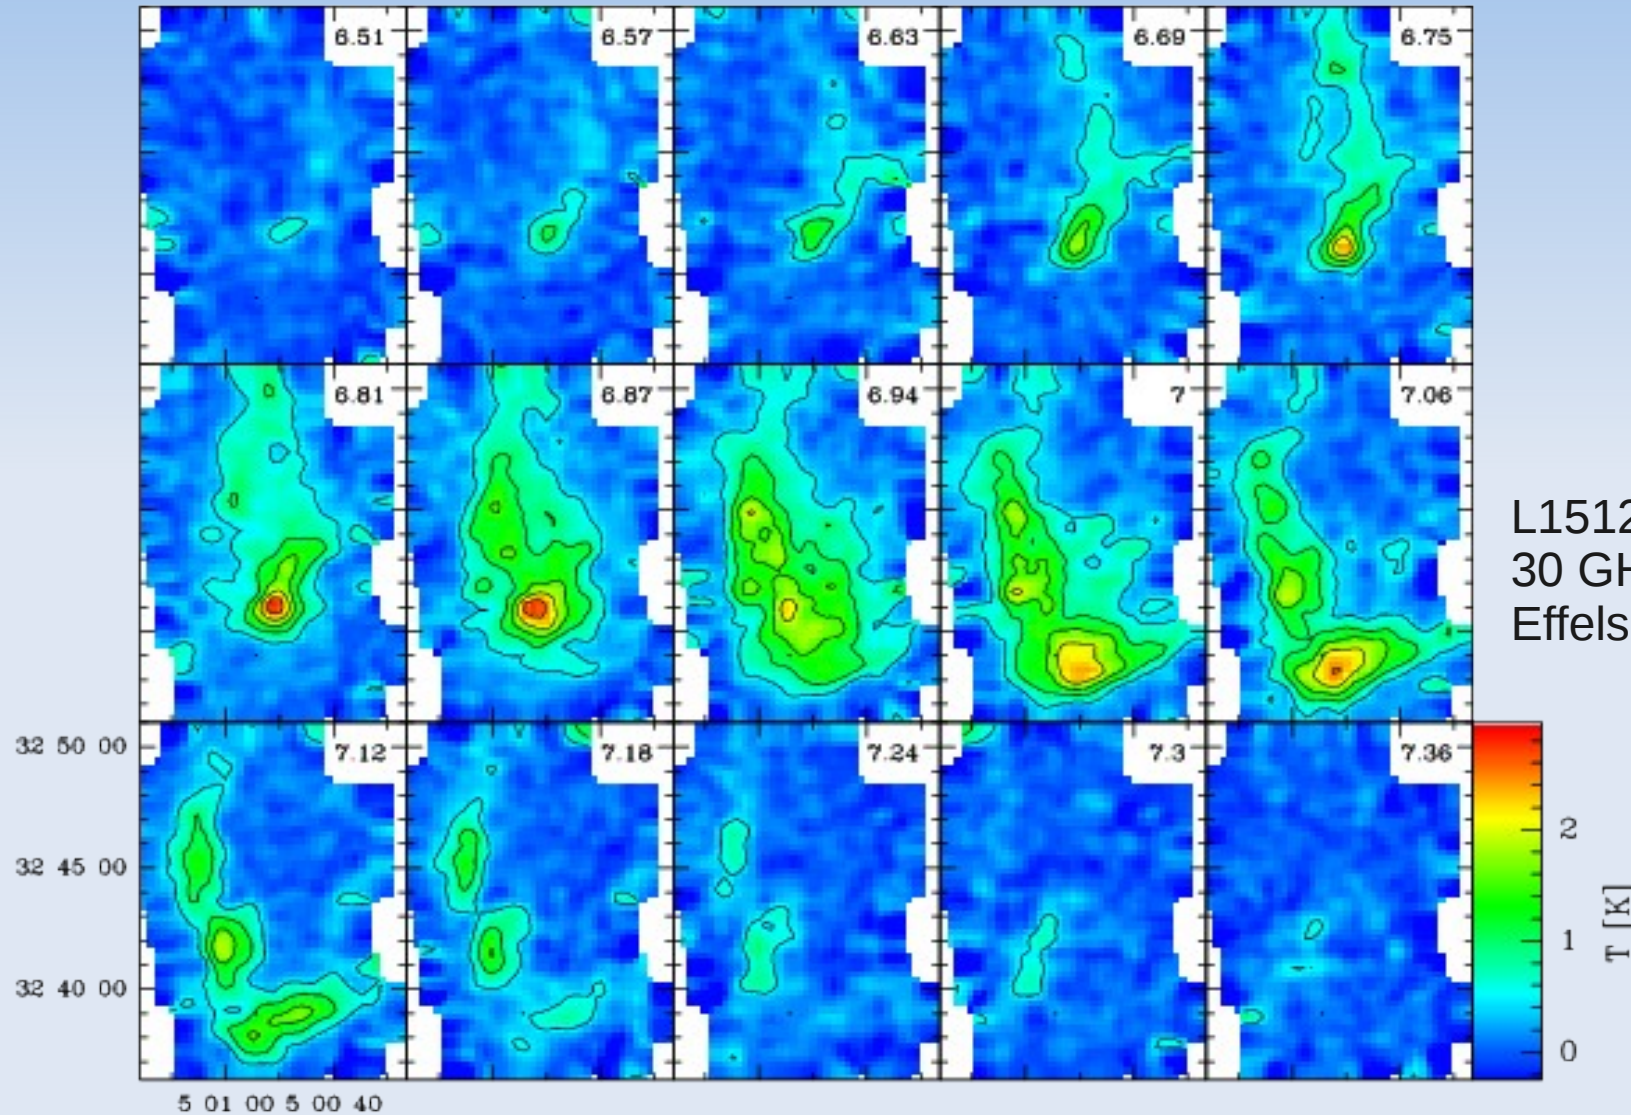 6.51 6.57 6.63 6.69 6.75
6.81 6.87 6.94 7 7.06
L1512
30 GH
Effels
32 50 00 7.12 7.18 7.24 7.3 7.36
2
32 45 00
T [K]
1
32 40 00
0
5 01 00 5 00 40